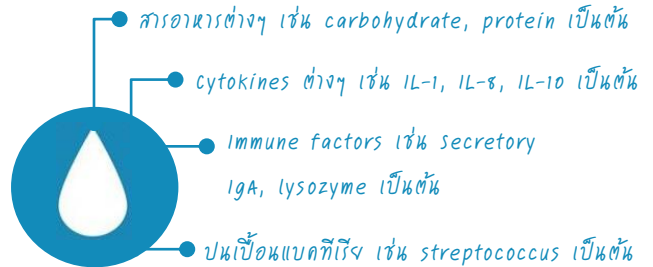 สารอาหารต่างๆ เช่น carbohydrate, protein เป็นต้น
Cytokines ต่างๆ เช่น IL-1, IL-8, IL-10 เป็นต้น
Immune factors เช่น Secretory
IgA, lysozyme เป็นต้น
ปนเปื้อนแบคทีเรีย เช่น streptococcus เป็นต้น